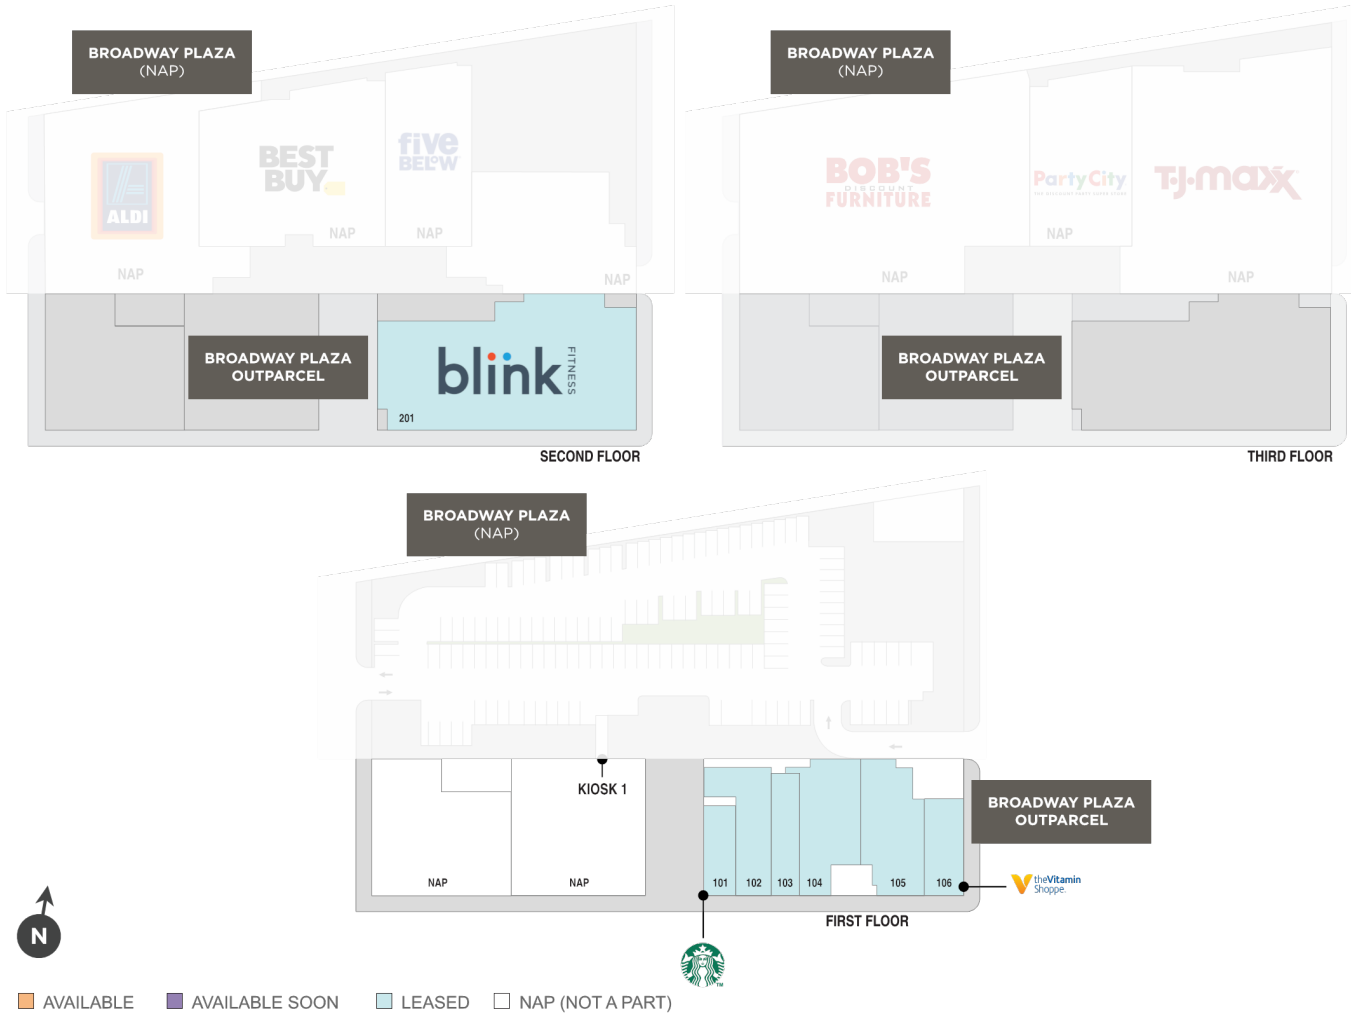 BROADWAY PLAZA
(NAP)
ALDI
BEST
BUY
five
BEL°W
NAP
NAP
NAP
NAP
BROADWAY PLAZA
OUTPARCEL
blink
FITNESS
201
SECOND FLOOR
BROADWAY PLAZA
(NAP)
BOB'S
DISCOUNT
FURNITURE
PartyCity
T·J·maxx
NAP
NAP
NAP
BROADWAY PLAZA
OUTPARCEL
THIRD FLOOR
BROADWAY PLAZA
(NAP)
KIOSK 1
NAP
NAP
101
102
103
104
105
106
BROADWAY PLAZA
OUTPARCEL
theVitamin
Shoppe.
FIRST FLOOR
TM
N
AVAILABLE
AVAILABLE SOON
LEASED
NAP (NOT A PART)